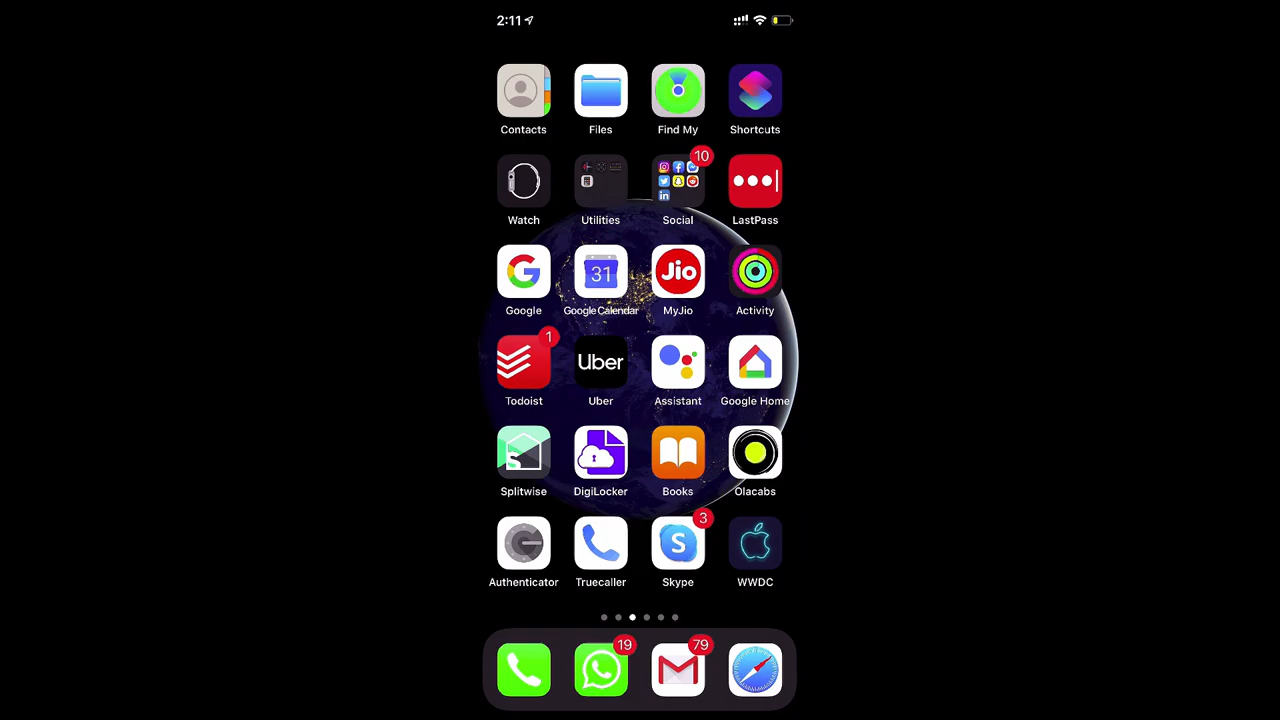 2:11
Contacts Files Find My Shortcuts
10
Watch Utilities Social LastPass
31 Jio
Google Google Calendar MyJio Activity
1
Uber
Todoist Uber Assistant Google Home
Splitwise DigiLocker Books Olacabs
3
Authenticator Truecaller Skype WWDC
19 79